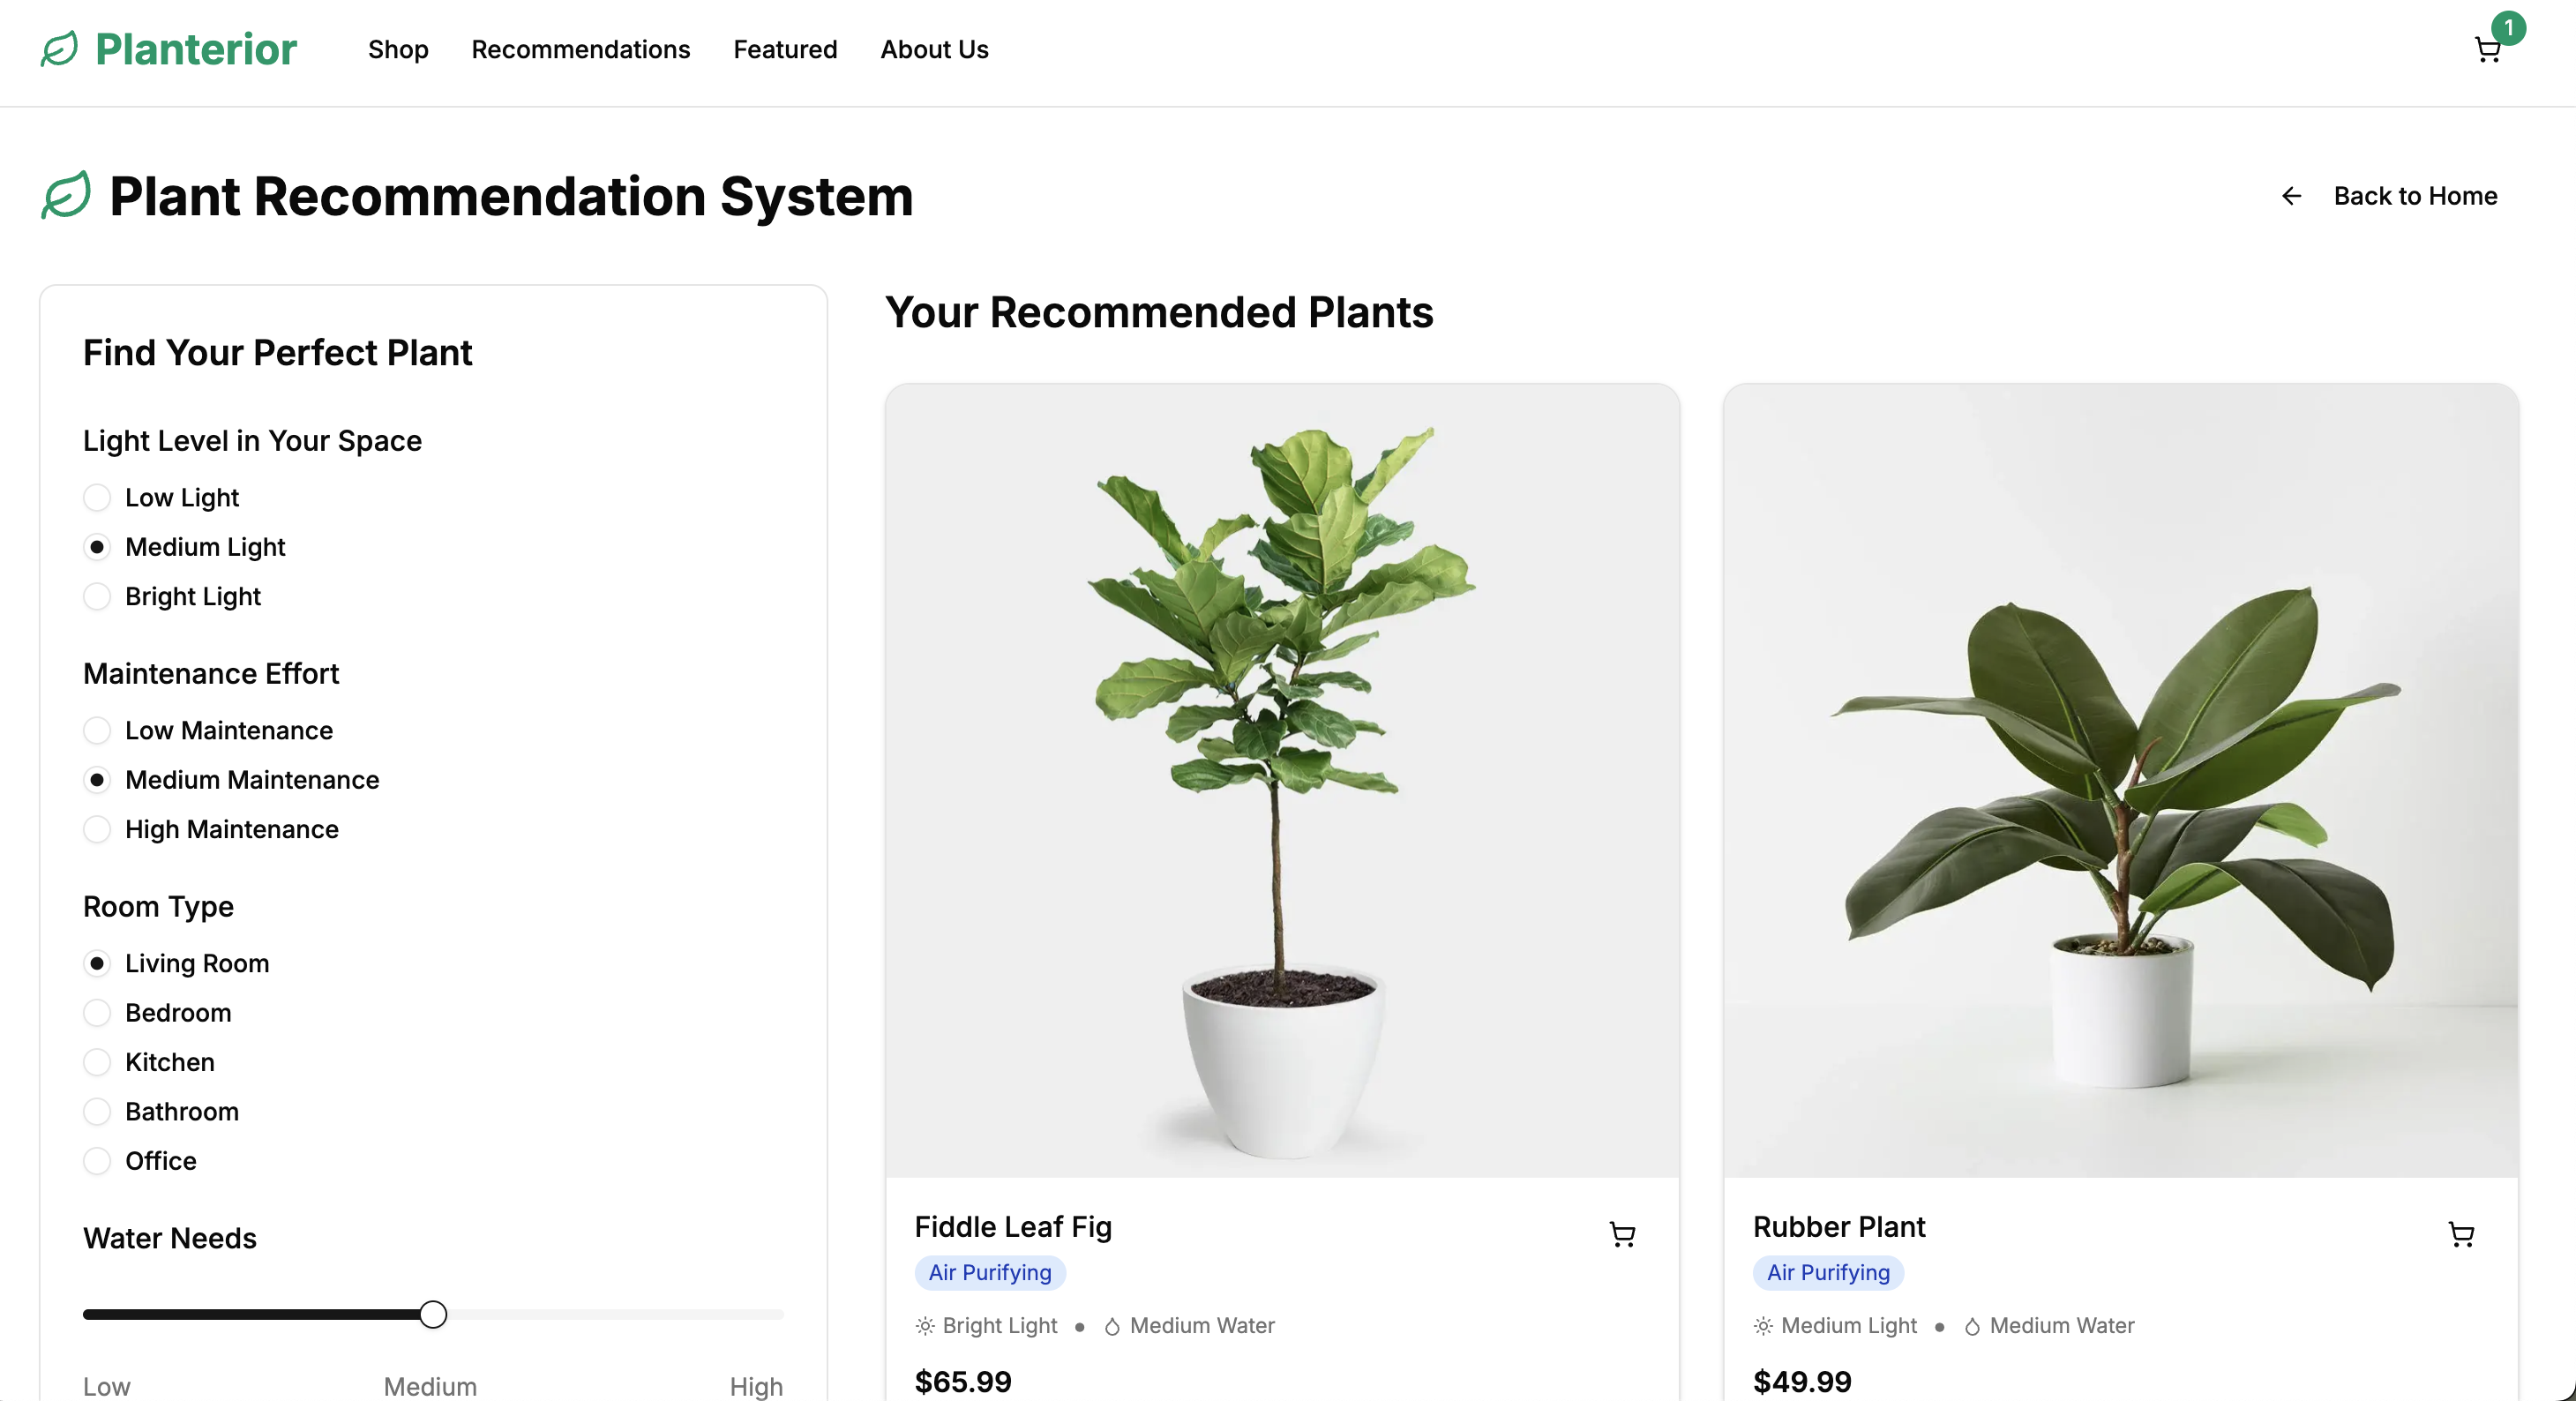 Planterior
Shop Recommendations Featured About Us
1
Plant Recommendation System
Back to Home
Find Your Perfect Plant
Light Level in Your Space
Low Light
Medium Light
Bright Light
Maintenance Effort
Low Maintenance
Medium Maintenance
High Maintenance
Room Type
Living Room
Bedroom
Kitchen
Bathroom
Office
Water Needs
Low Medium High
Your Recommended Plants
Fiddle Leaf Fig
Air Purifying
Bright Light • Medium Water
$65.99
Rubber Plant
Air Purifying
Medium Light • Medium Water
$49.99